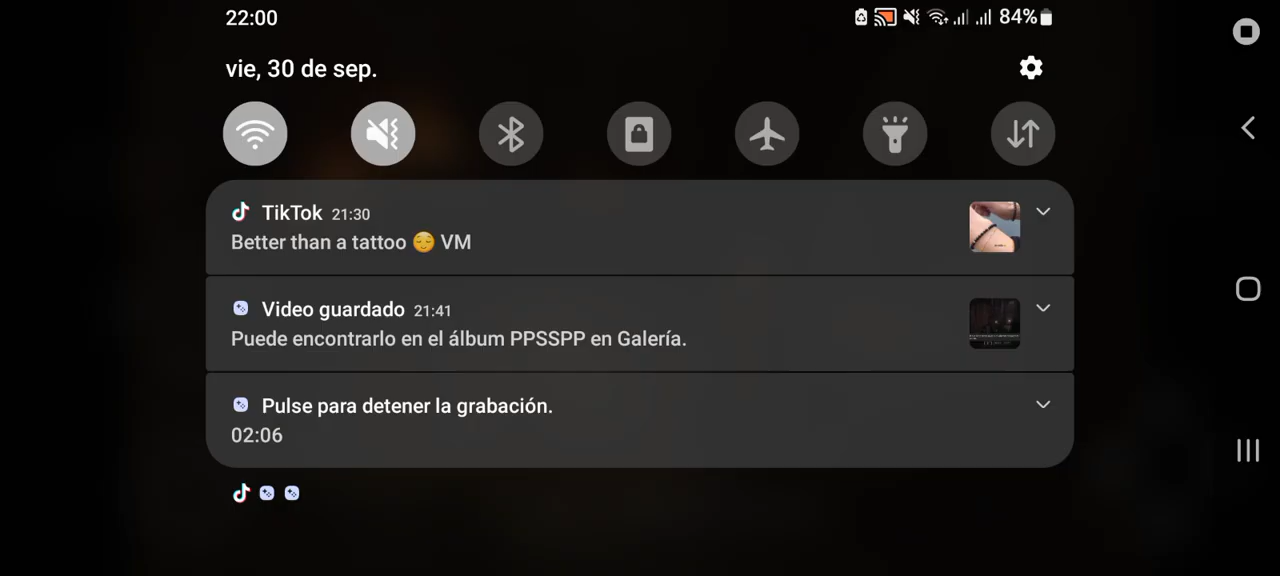 22:00
84%
vie, 30 de sep.
TikTok 21:30
Better than a tattoo 😌 VM
Video guardado 21:41
Puede encontrarlo en el álbum PPSSPP en Galería.
Pulse para detener la grabación.
02:06